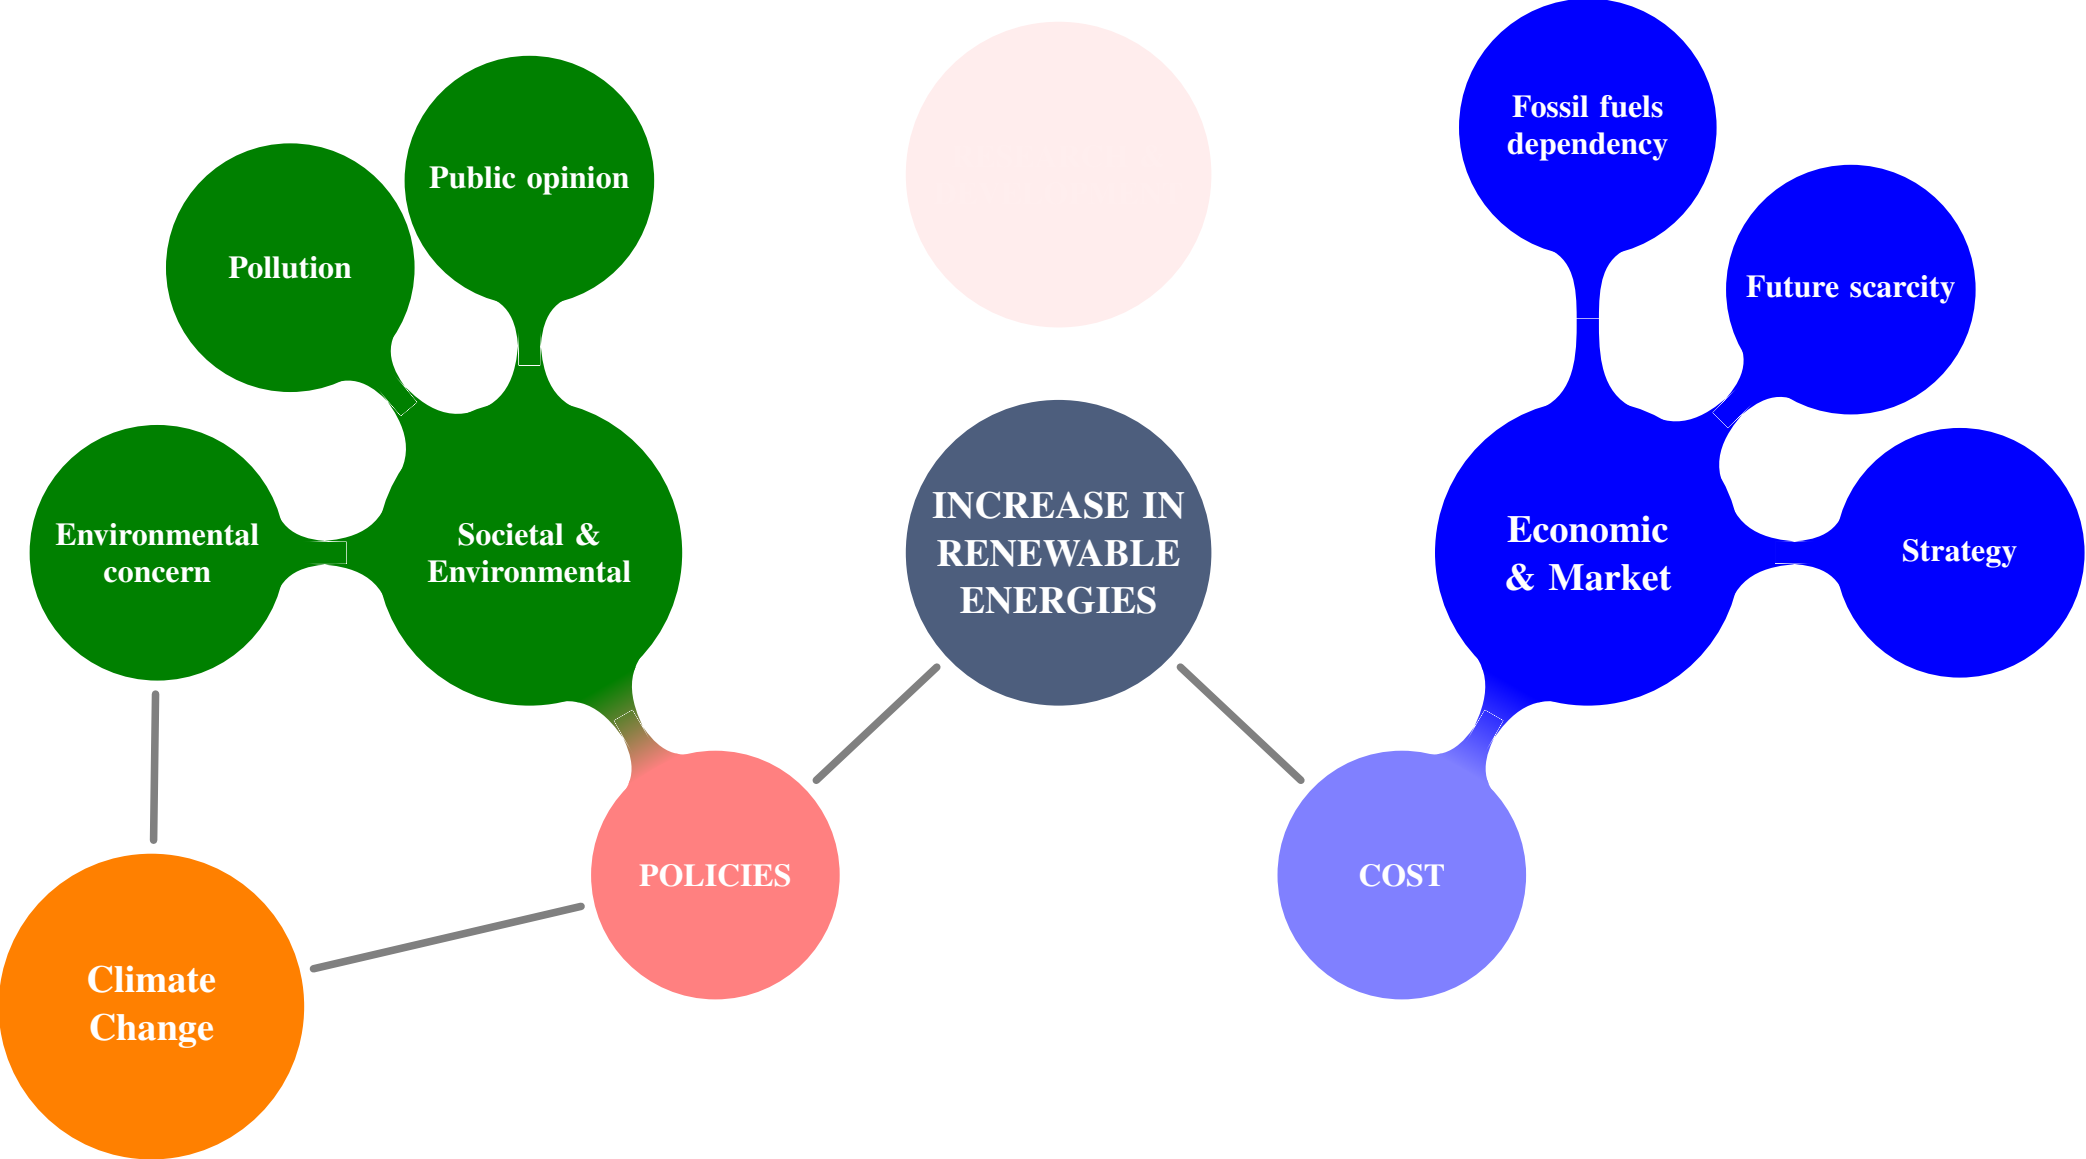 Public opinion
Pollution
Environmental
concern
Societal &
Environmental
POLICIES
Climate
Change
INCREASE IN
RENEWABLE
ENERGIES
Fossil fuels
dependency
Future scarcity
Economic
& Market
Strategy
COST